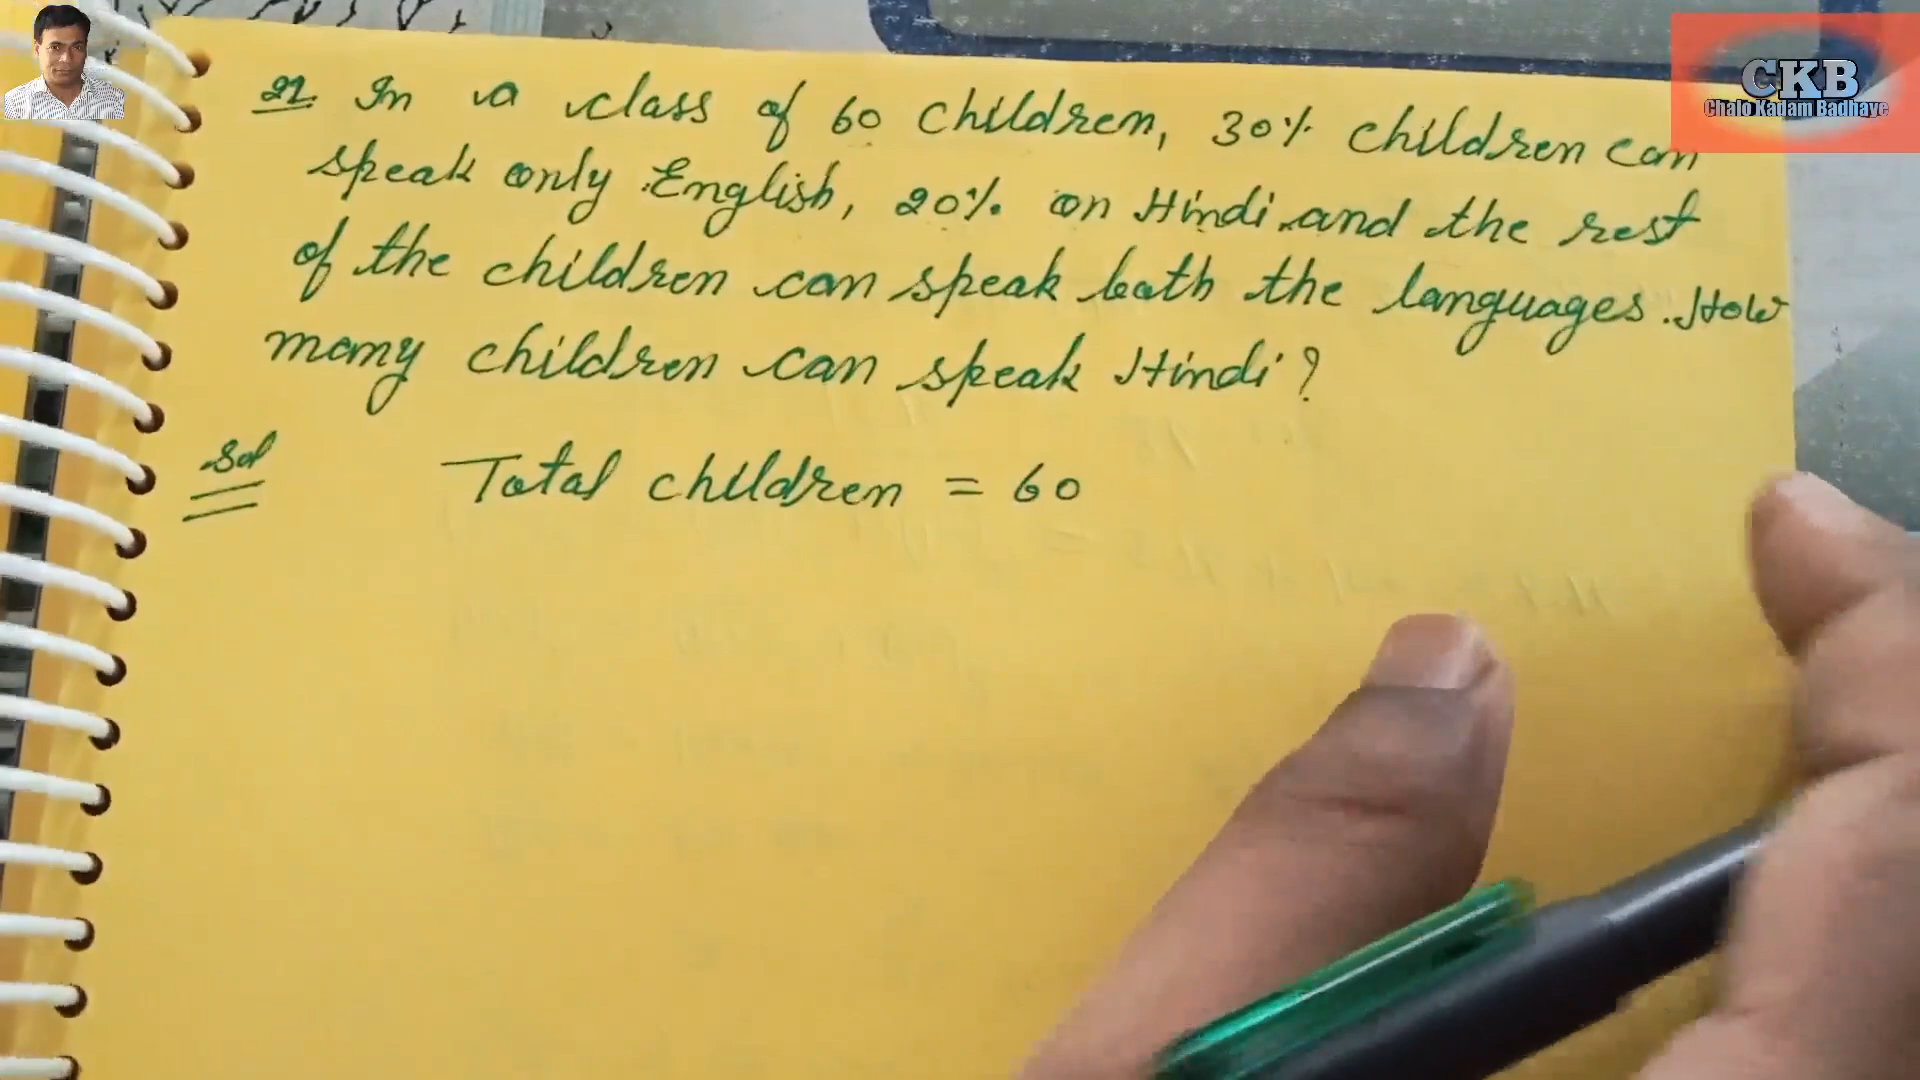 CKB
Chalo Kadam Badhaye
21. In a class of 60 children, 30% children can
speak only English, 20% on Hindi and the rest
of the children can speak both the languages. How
many children can speak Hindi?
Sol
Total children = 60